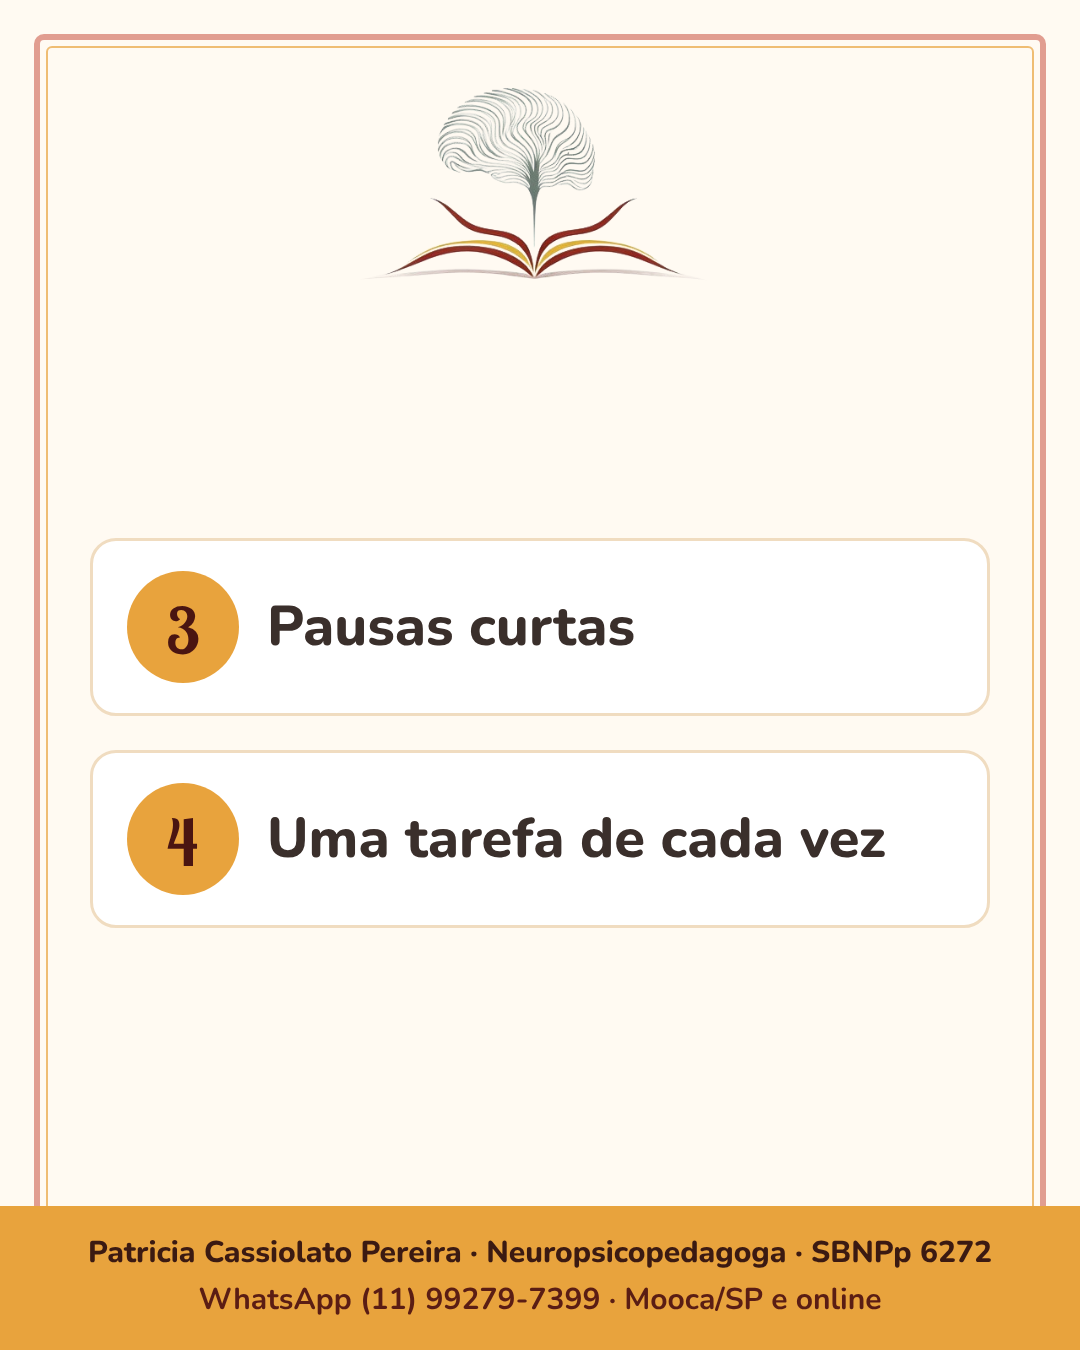 3
Pausas curtas
4
Uma tarefa de cada vez
Patricia Cassiolato Pereira · Neuropsicopedagoga · SBNPp 6272
WhatsApp (11) 99279-7399 · Mooca/SP e online